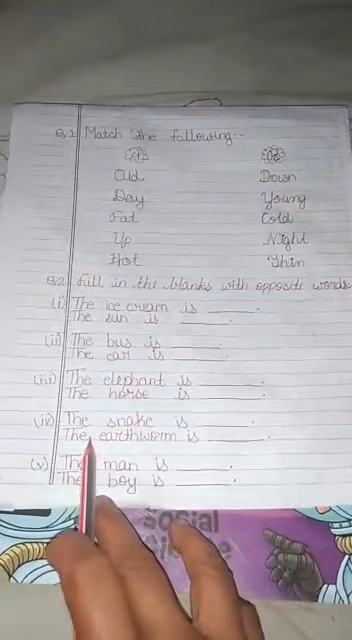 Q.1 Match the following:-
A B
Old Down
Day Young
Fat Cold
Up Night
Hot Thin
Q.2 Fill in the blanks with opposite words
(i) The ice cream is ______.
The sun is ______.
(ii) The bus is ______.
The car is ______.
(iii) The elephant is ______.
The horse is ______.
(iv) The snake is ______.
The earthworm is ______.
(v) The man is ______.
The boy is ______.
Social